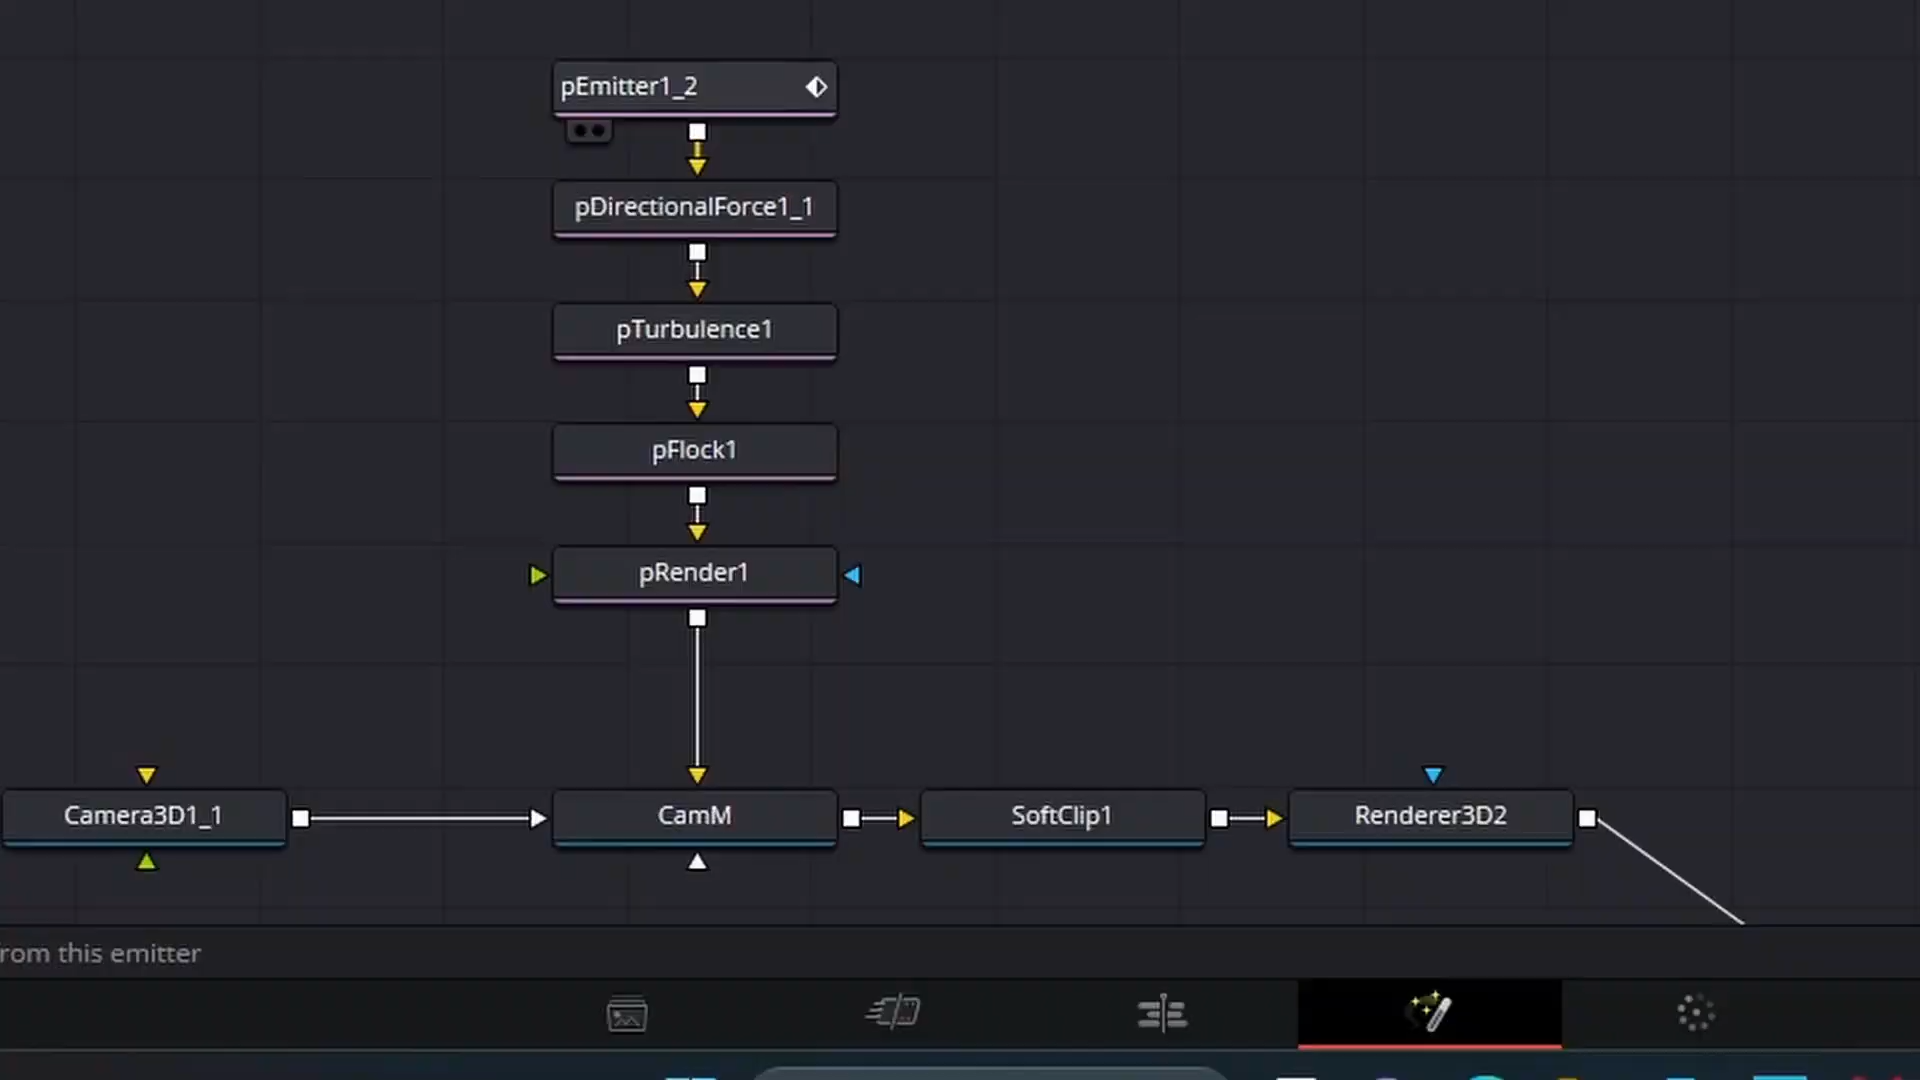 pEmitter1_2
pDirectionalForce1_1
pTurbulence1
pFlock1
pRender1
Camera3D1_1
CamM
SoftClip1
Renderer3D2
rom this emitter